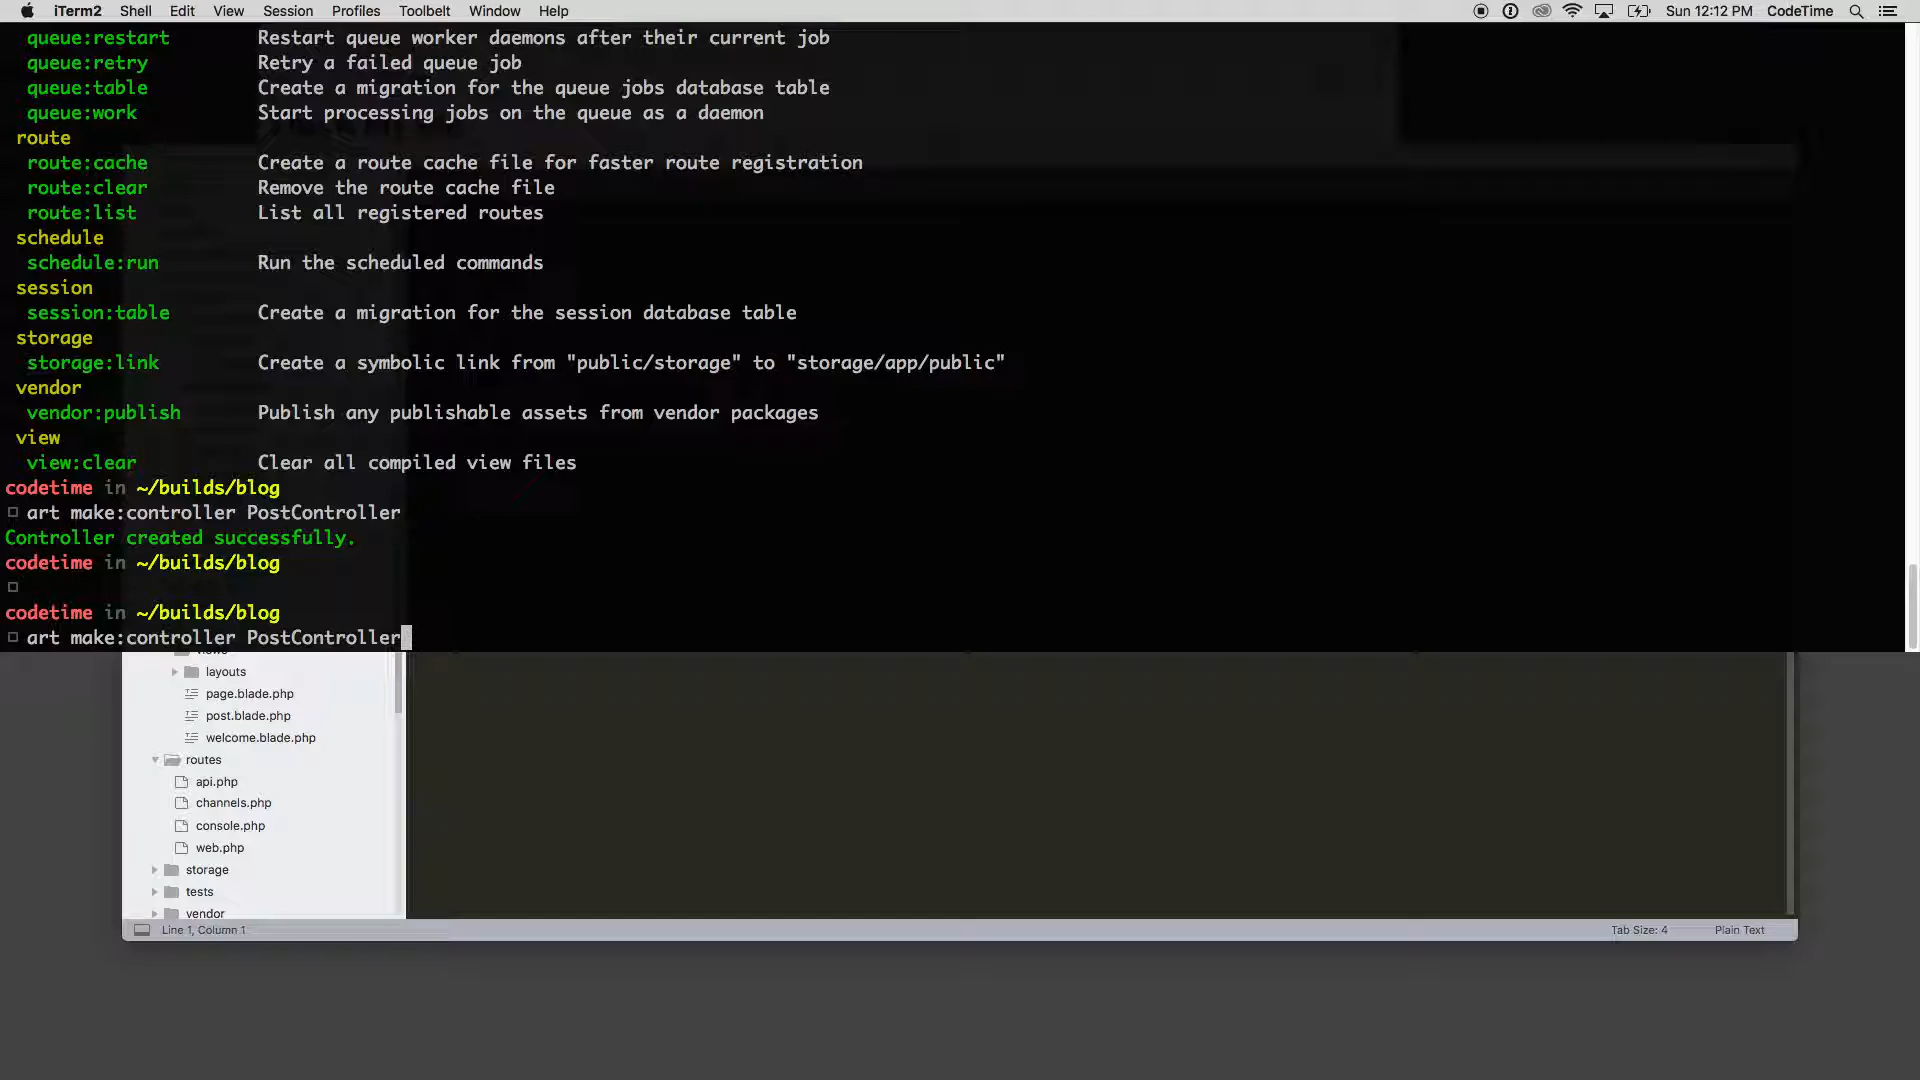 iTerm2 Shell Edit View Session Profiles Toolbelt Window Help Sun 12:12 PM CodeTime
queue:restart Restart queue worker daemons after their current job
queue:retry Retry a failed queue job
queue:table Create a migration for the queue jobs database table
queue:work Start processing jobs on the queue as a daemon
route
route:cache Create a route cache file for faster route registration
route:clear Remove the route cache file
route:list List all registered routes
schedule
schedule:run Run the scheduled commands
session
session:table Create a migration for the session database table
storage
storage:link Create a symbolic link from "public/storage" to "storage/app/public"
vendor
vendor:publish Publish any publishable assets from vendor packages
view
view:clear Clear all compiled view files
codetime in ~/builds/blog
art make:controller PostController
Controller created successfully.
codetime in ~/builds/blog
codetime in ~/builds/blog
art make:controller PostController
views
layouts
page.blade.php
post.blade.php
welcome.blade.php
routes
api.php
channels.php
console.php
web.php
storage
tests
vendor
Line 1, Column 1 Tab Size: 4 Plain Text